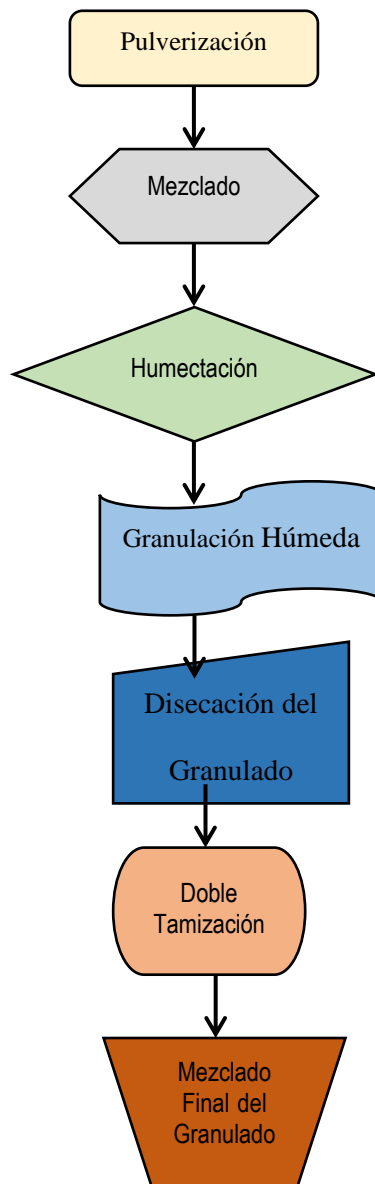 Pulverización
Mezclado
Humectación
Granulación Húmeda
Disecación del
Granulado
Doble
Tamización
Mezclado
Final del
Granulado